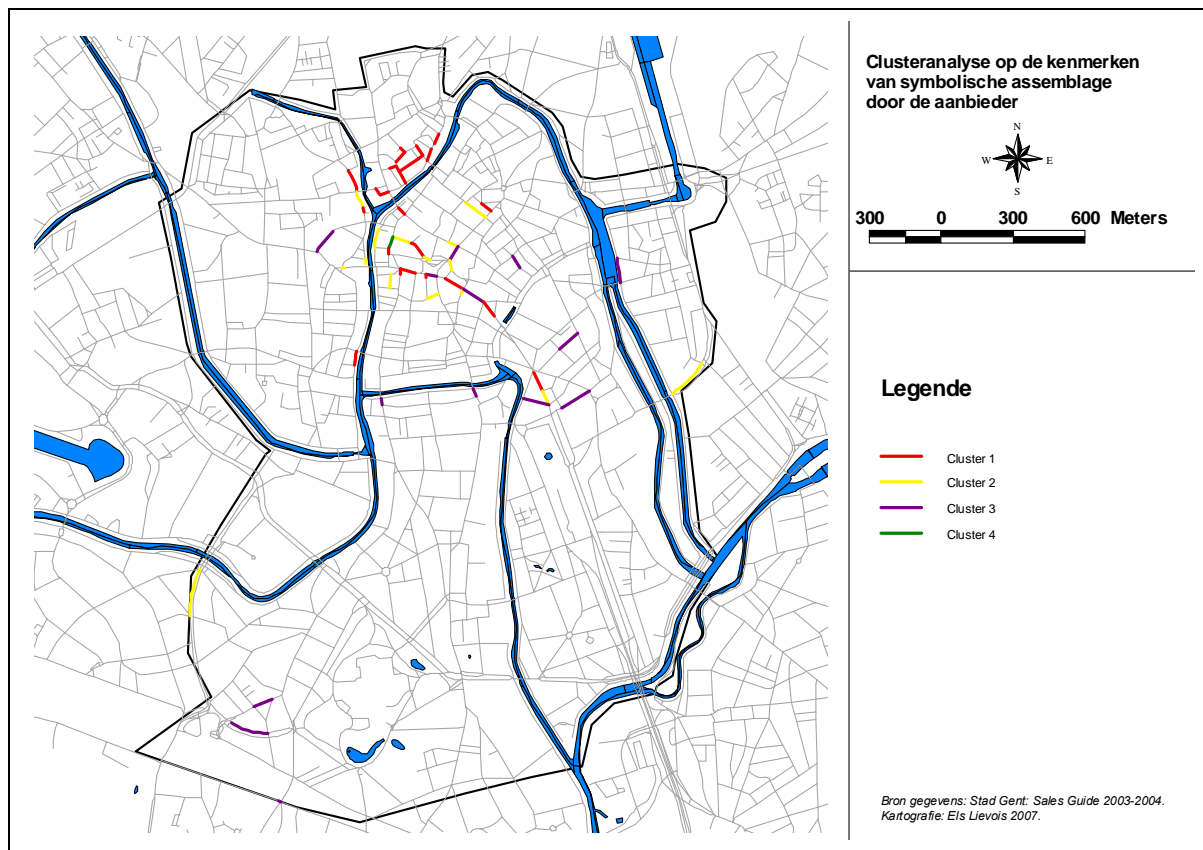 Clusteranalyse op de kenmerken
van symbolische assemblage
door de aanbieder
N
W E
S
300 0 300 600 Meters
Legende
Cluster 1
Cluster 2
Cluster 3
Cluster 4
Bron gegevens: Stad Gent: Sales Guide 2003-2004.
Kartografie: Els Lievois 2007.